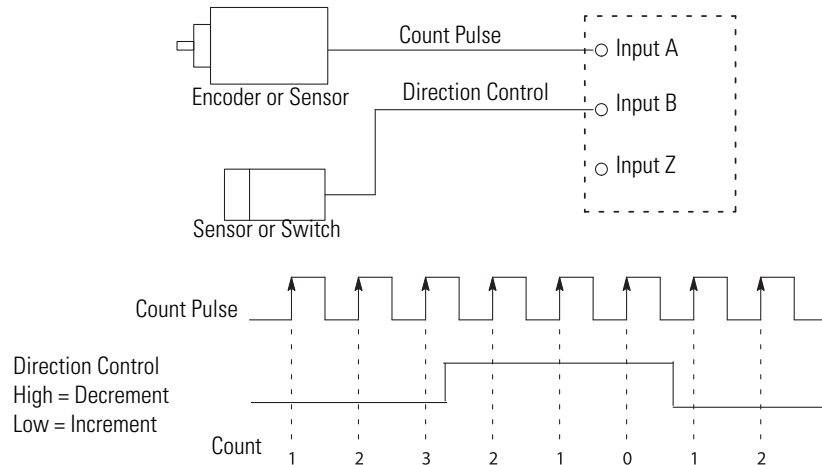 Count Pulse
Input A
Encoder or Sensor
Direction Control
Input B
Input Z
Sensor or Switch
Count Pulse
Direction Control
High = Decrement
Low = Increment
Count
1 2 3 2 1 0 1 2